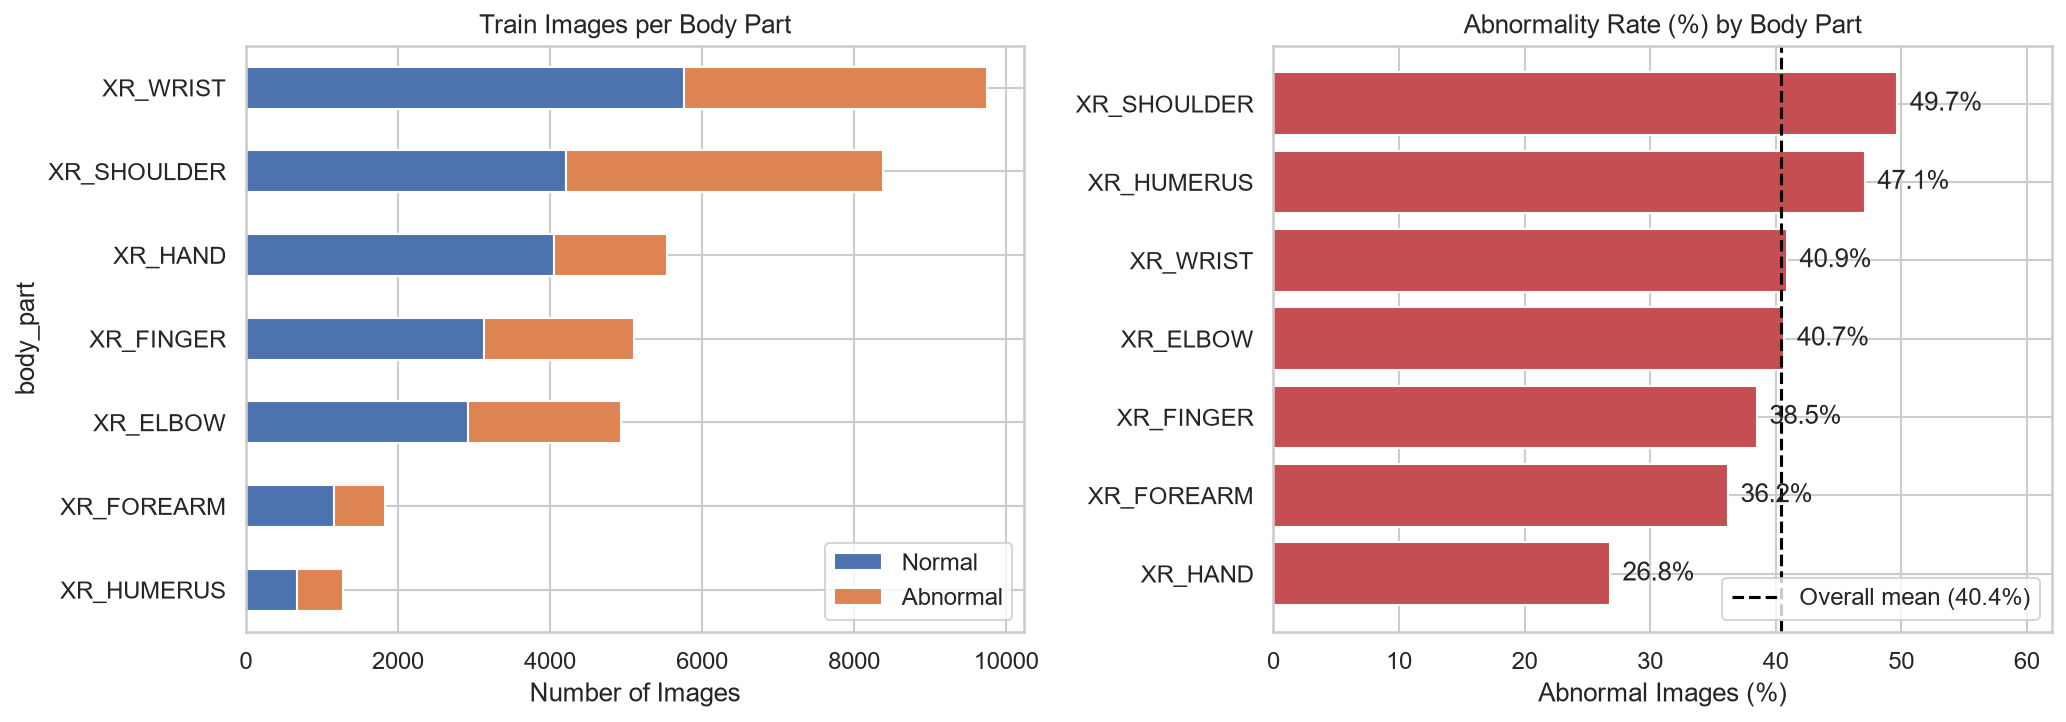 Train Images per Body Part
body_part
XR_WRIST
XR_SHOULDER
XR_HAND
XR_FINGER
XR_ELBOW
XR_FOREARM
XR_HUMERUS
Normal
Abnormal
0 2000 4000 6000 8000 10000
Number of Images
Abnormality Rate (%) by Body Part
XR_SHOULDER 49.7%
XR_HUMERUS 47.1%
XR_WRIST 40.9%
XR_ELBOW 40.7%
XR_FINGER 38.5%
XR_FOREARM 36.2%
XR_HAND 26.8%
Overall mean (40.4%)
0 10 20 30 40 50 60
Abnormal Images (%)